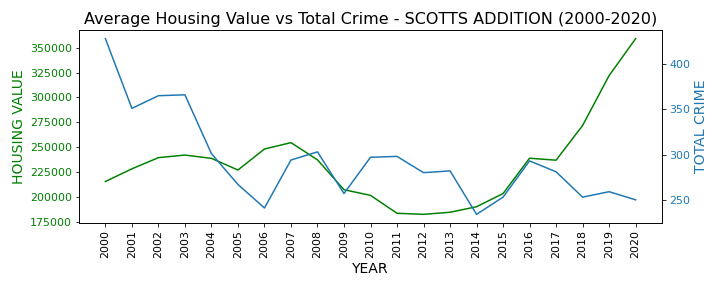 Average Housing Value vs Total Crime - SCOTTS ADDITION (2000-2020)
350000
325000
300000
275000
250000
225000
200000
175000
HOUSING VALUE
400
350
300
250
TOTAL CRIME
2000 2001 2002 2003 2004 2005 2006 2007 2008 2009 2010 2011 2012 2013 2014 2015 2016 2017 2018 2019 2020
YEAR